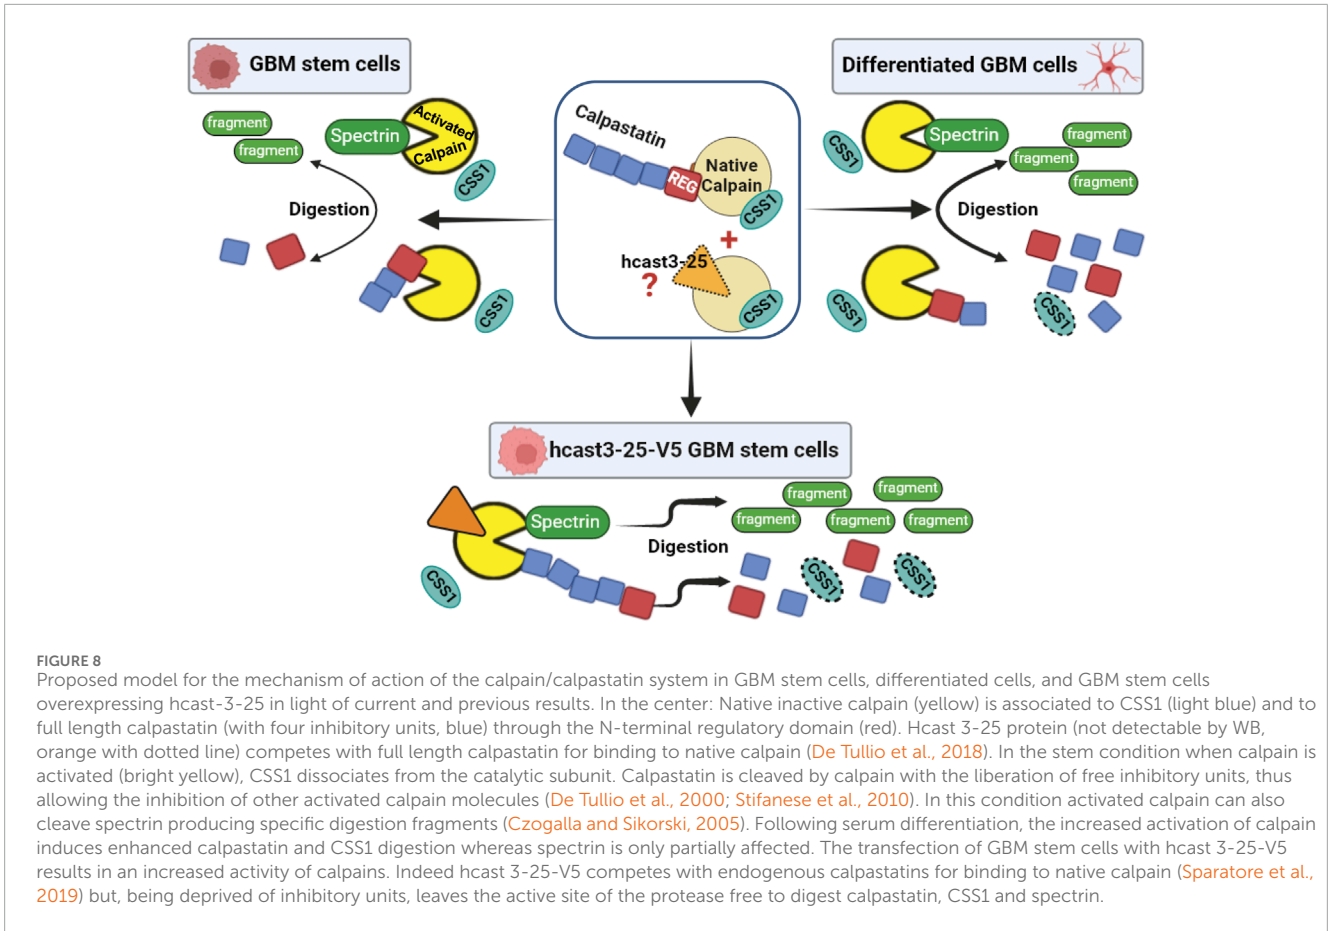 GBM stem cells
Differentiated GBM cells
fragment
fragment
Spectrin
Activated
Calpain
CSS1
Digestion
CSS1
Calpastatin
REG
Native
Calpain
CSS1
+
hcast3-25
?
CSS1
CSS1
Spectrin
fragment
fragment
fragment
Digestion
CSS1
CSS1
hcast3-25-V5 GBM stem cells
Spectrin
fragment
fragment
fragment
fragment
fragment
Digestion
CSS1
CSS1
CSS1
FIGURE 8
Proposed model for the mechanism of action of the calpain/calpastatin system in GBM stem cells, differentiated cells, and GBM stem cells
overexpressing hcast-3-25 in light of current and previous results. In the center: Native inactive calpain (yellow) is associated to CSS1 (light blue) and to
full length calpastatin (with four inhibitory units, blue) through the N-terminal regulatory domain (red). Hcast 3-25 protein (not detectable by WB,
orange with dotted line) competes with full length calpastatin for binding to native calpain (De Tullio et al., 2018). In the stem condition when calpain is
activated (bright yellow), CSS1 dissociates from the catalytic subunit. Calpastatin is cleaved by calpain with the liberation of free inhibitory units, thus
allowing the inhibition of other activated calpain molecules (De Tullio et al., 2000; Stifanese et al., 2010). In this condition activated calpain can also
cleave spectrin producing specific digestion fragments (Czogalla and Sikorski, 2005). Following serum differentiation, the increased activation of calpain
induces enhanced calpastatin and CSS1 digestion whereas spectrin is only partially affected. The transfection of GBM stem cells with hcast 3-25-V5
results in an increased activity of calpains. Indeed hcast 3-25-V5 competes with endogenous calpastatins for binding to native calpain (Sparatore et al.,
2019) but, being deprived of inhibitory units, leaves the active site of the protease free to digest calpastatin, CSS1 and spectrin.